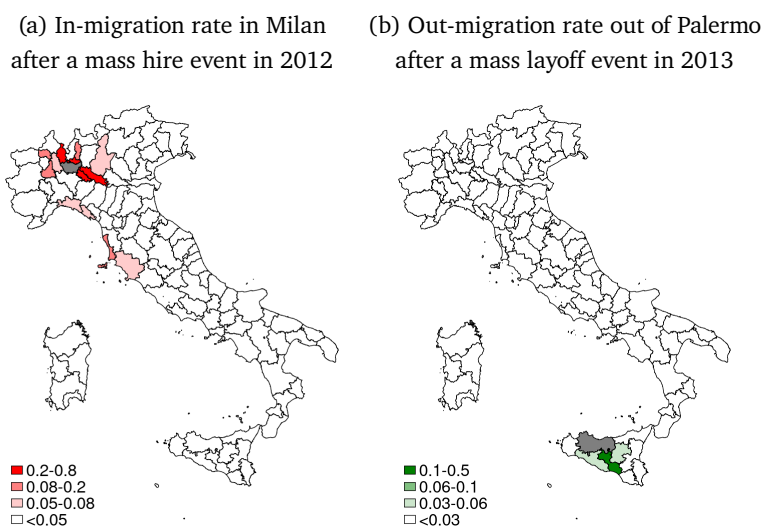 (a) In-migration rate in Milan
after a mass hire event in 2012
(b) Out-migration rate out of Palermo
after a mass layoff event in 2013
0.2-0.8
0.08-0.2
0.05-0.08
<0.05
0.1-0.5
0.06-0.1
0.03-0.06
<0.03